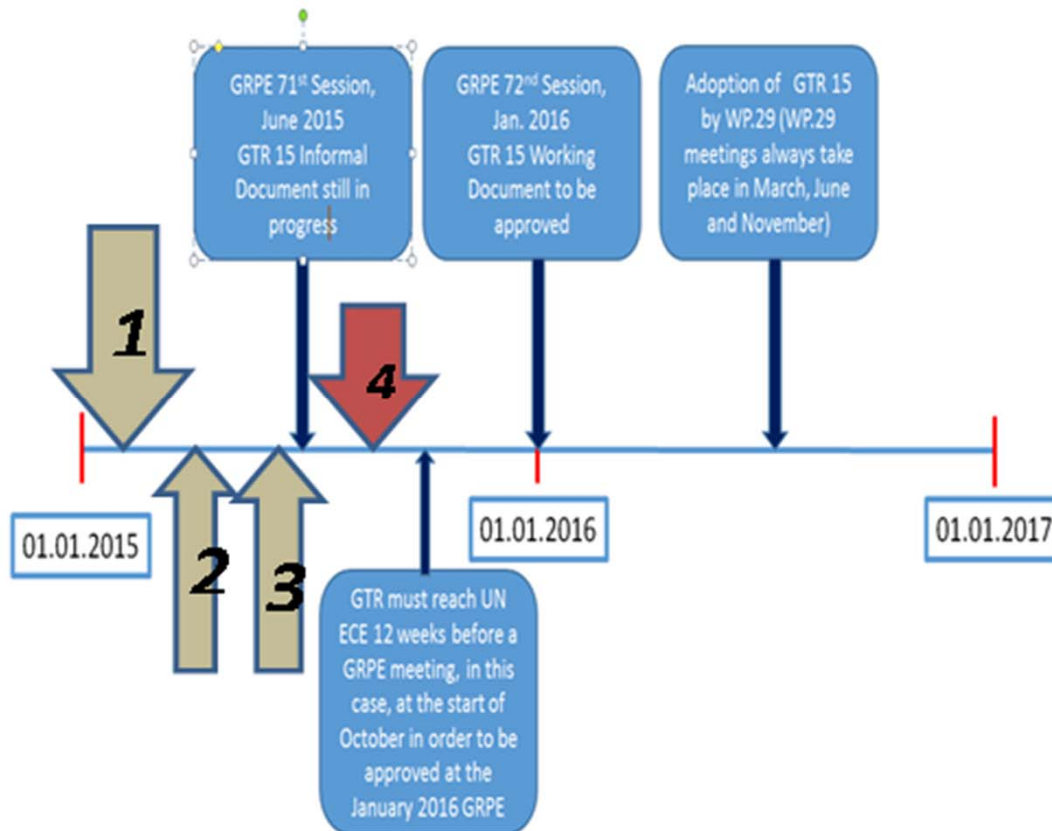 GRPE 71st Session,
June 2015
GTR 15 Informal
Document still in
progress
GRPE 72nd Session,
Jan. 2016
GTR 15 Working
Document to be
approved
Adoption of GTR 15
by WP.29 (WP.29
meetings always take
place in March, June
and November)
1
4
2
3
01.01.2015
01.01.2016
01.01.2017
GTR must reach UN
ECE 12 weeks before a
GRPE meeting, in this
case, at the start of
October in order to be
approved at the
January 2016 GRPE